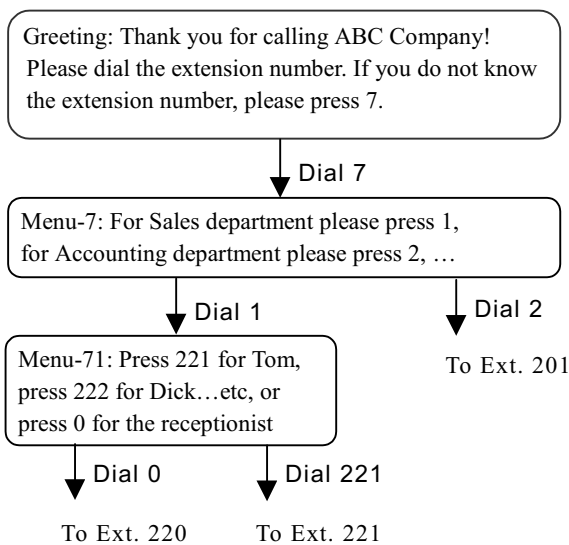 Greeting: Thank you for calling ABC Company!
Please dial the extension number. If you do not know
the extension number, please press 7.
Dial 7
Menu-7: For Sales department please press 1,
for Accounting department please press 2, …
Dial 1
Dial 2
Menu-71: Press 221 for Tom,
press 222 for Dick…etc, or
press 0 for the receptionist
To Ext. 201
Dial 0
Dial 221
To Ext. 220
To Ext. 221